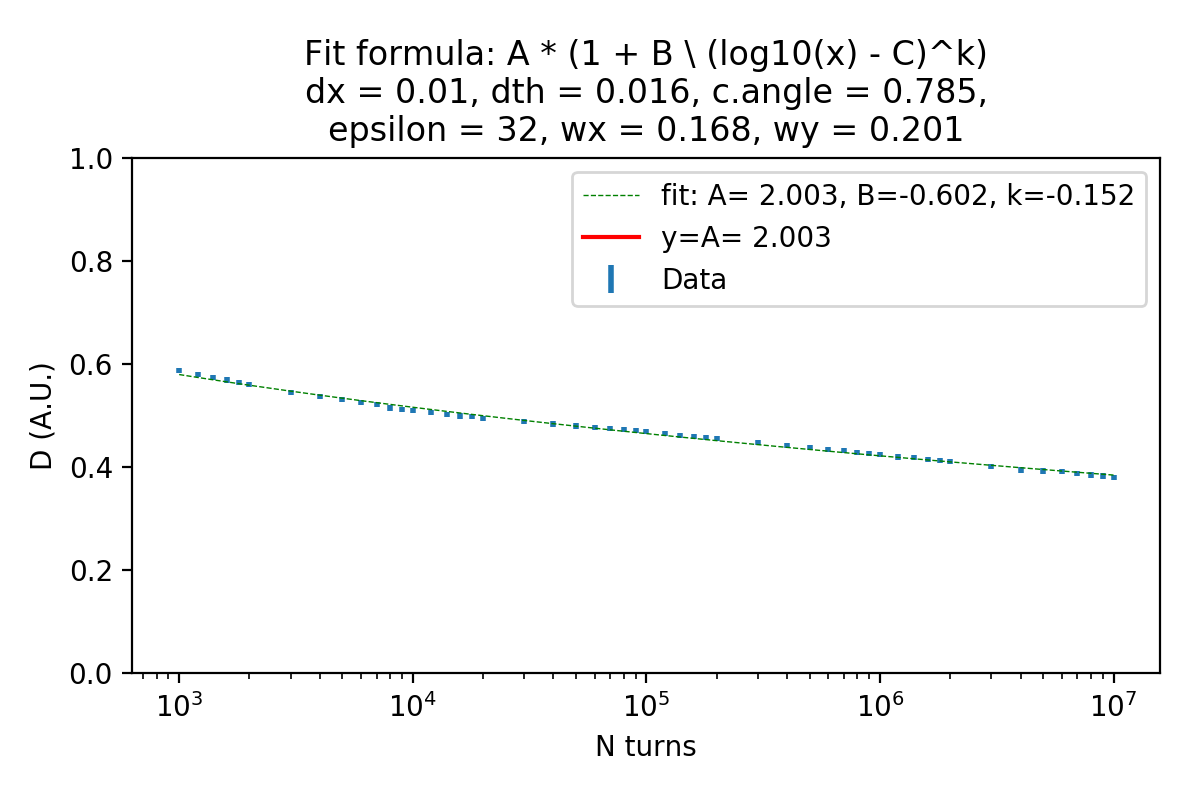 Fit formula: A * (1 + B \ (log10(x) - C)^k)
dx = 0.01, dth = 0.016, c.angle = 0.785,
epsilon = 32, wx = 0.168, wy = 0.201
1.0
0.8
0.6
0.4
0.2
0.0
D (A.U.)
fit: A= 2.003, B=-0.602, k=-0.152
y=A= 2.003
Data
10³
10⁴
10⁵
10⁶
10⁷
N turns